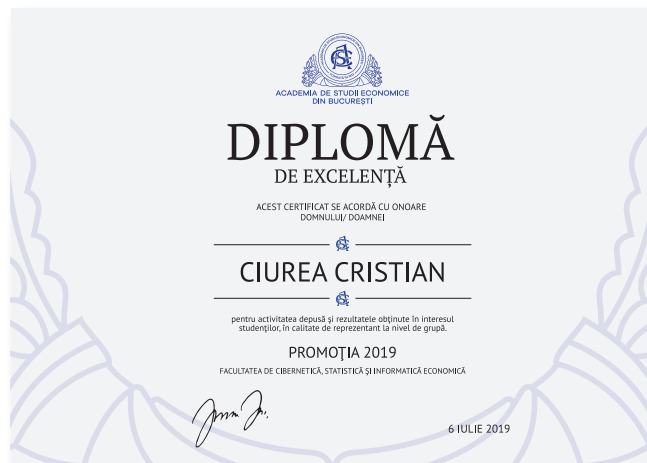 ACADEMIA DE STUDII ECONOMICE
DIN BUCUREȘTI
DIPLOMĂ
DE EXCELENȚĂ
ACEST CERTIFICAT SE ACORDĂ CU ONOARE
DOMNULUI/ DOAMNEI
CIUREA CRISTIAN
pentru activitatea depusă și rezultatele obținute în interesul
studenților, în calitate de reprezentant la nivel de grupă.
PROMOȚIA 2019
FACULTATEA DE CIBERNETICĂ, STATISTICĂ ȘI INFORMATICĂ ECONOMICĂ
6 IULIE 2019